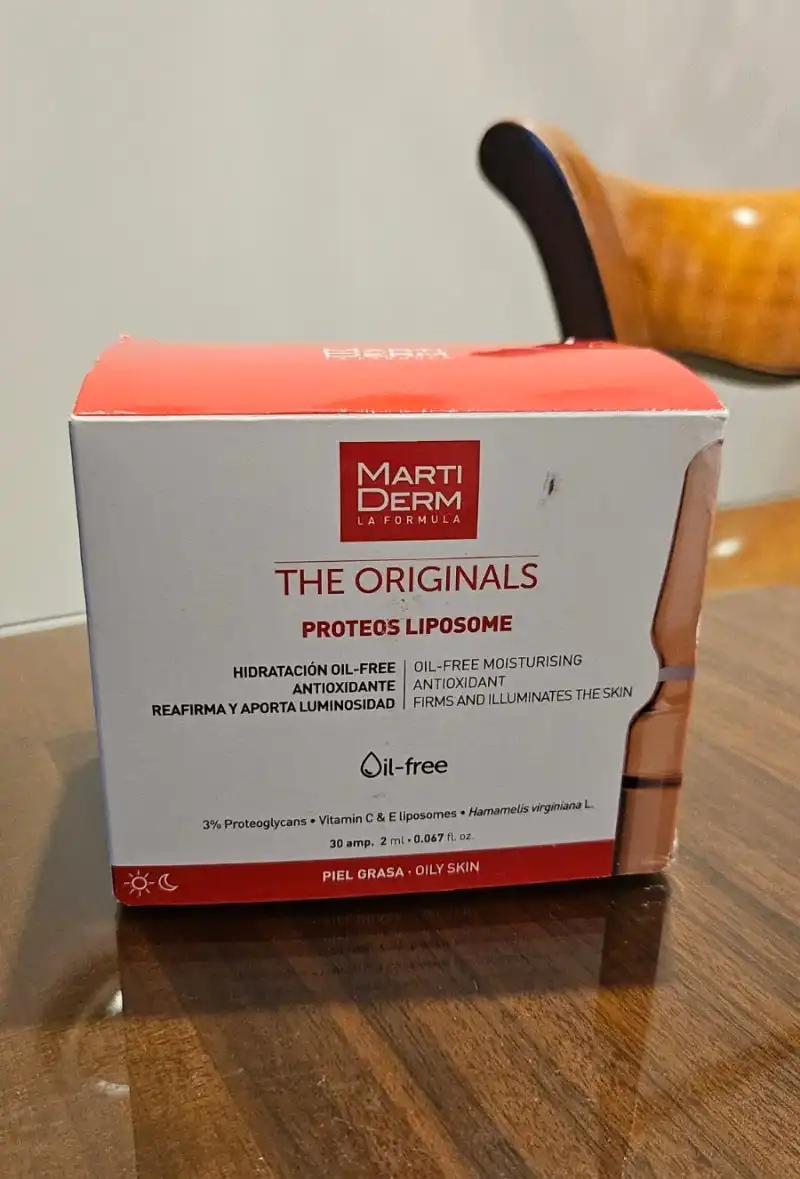 MARTI
DERM
MARTI
DERM
LA FORMULA
THE ORIGINALS
PROTEOS LIPOSOME
HIDRATACIÓN OIL-FREE
ANTIOXIDANTE
REAFIRMA Y APORTA LUMINOSIDAD
OIL-FREE MOISTURISING
ANTIOXIDANT
FIRMS AND ILLUMINATES THE SKIN
Oil-free
3% Proteoglycans • Vitamin C & E liposomes • Hamamelis virginiana L.
30 amp. 2 ml • 0.067 fl. oz.
PIEL GRASA · OILY SKIN